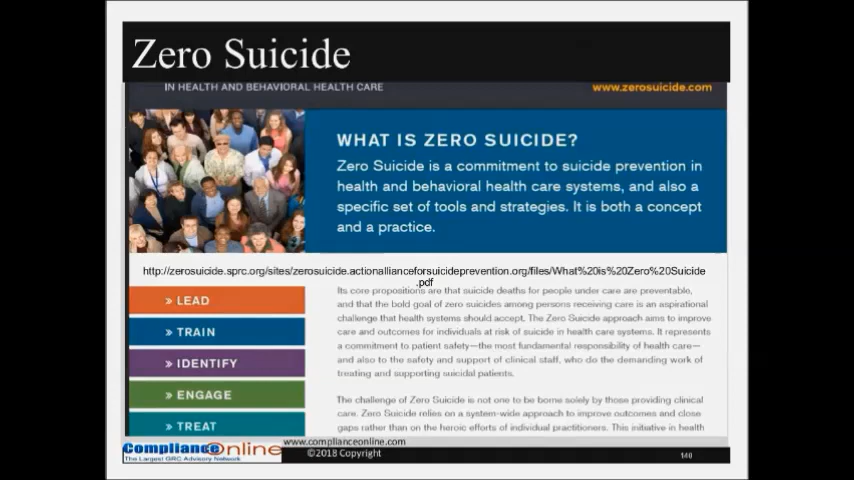 Zero Suicide
IN HEALTH AND BEHAVIORAL HEALTH CARE
www.zerosuicide.com
WHAT IS ZERO SUICIDE?
Zero Suicide is a commitment to suicide prevention in
health and behavioral health care systems, and also a
specific set of tools and strategies. It is both a concept
and a practice.
http://zerosuicide.sprc.org/sites/zerosuicide.actionallianceforsuicideprevention.org/files/What%20is%20Zero%20Suicide
.pdf
» LEAD
» TRAIN
» IDENTIFY
» ENGAGE
» TREAT
Its core propositions are that suicide deaths for people under care are preventable,
and that the bold goal of zero suicides among persons receiving care is an aspirational
challenge that health systems should accept. The Zero Suicide approach aims to improve
care and outcomes for individuals at risk of suicide in health care systems. It represents
a commitment to patient safety—the most fundamental responsibility of health care—
and also to the safety and support of clinical staff, who do the demanding work of
treating and supporting suicidal patients.
The challenge of Zero Suicide is not one to be borne solely by those providing clinical
care. Zero Suicide relies on a system-wide approach to improve outcomes and close
gaps rather than on the heroic efforts of individual practitioners. This initiative in health
ComplianceOnline
The Largest GRC Advisory Network
www.complianceonline.com
©2018 Copyright
140